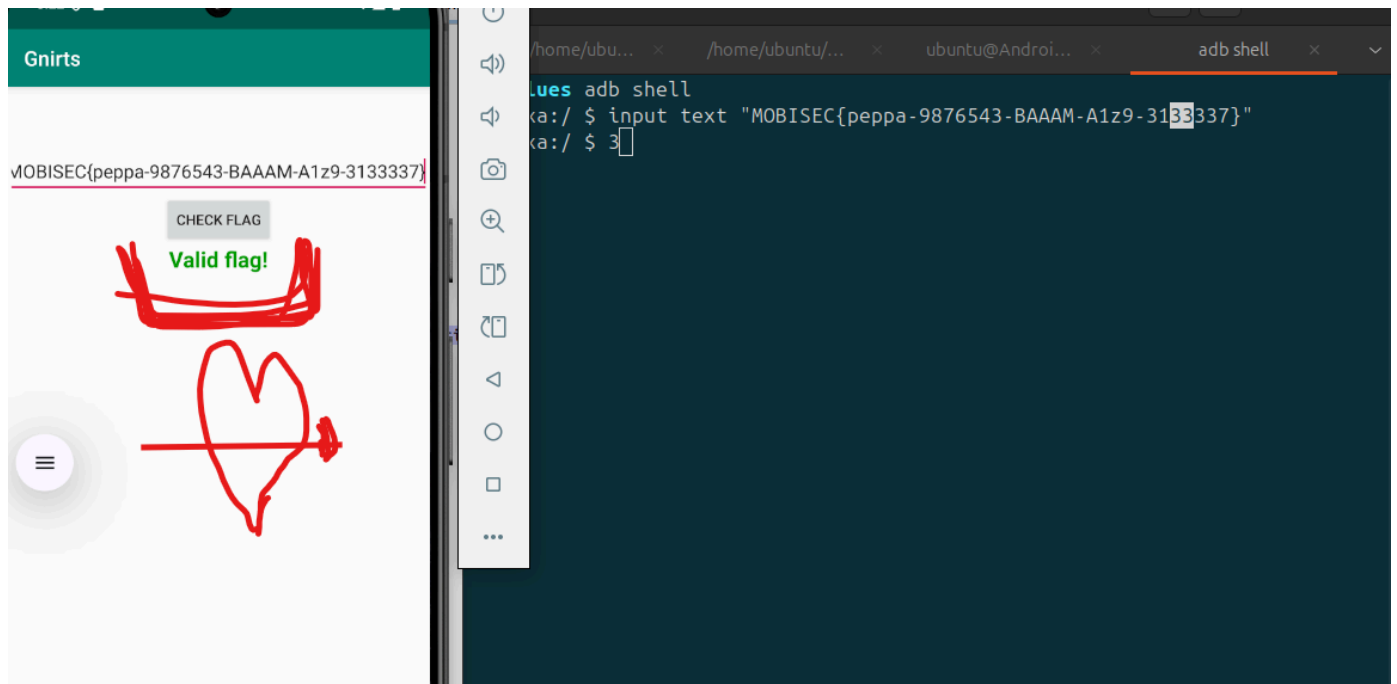 Gnirts
MOBISEC{peppa-9876543-BAAAM-A1z9-3133337}
CHECK FLAG
Valid flag!
/home/ubu...
/home/ubuntu/...
ubuntu@Androi...
adb shell
lues adb shell
ka:/ $ input text "MOBISEC{peppa-9876543-BAAAM-A1z9-3133337}"
ka:/ $ 3